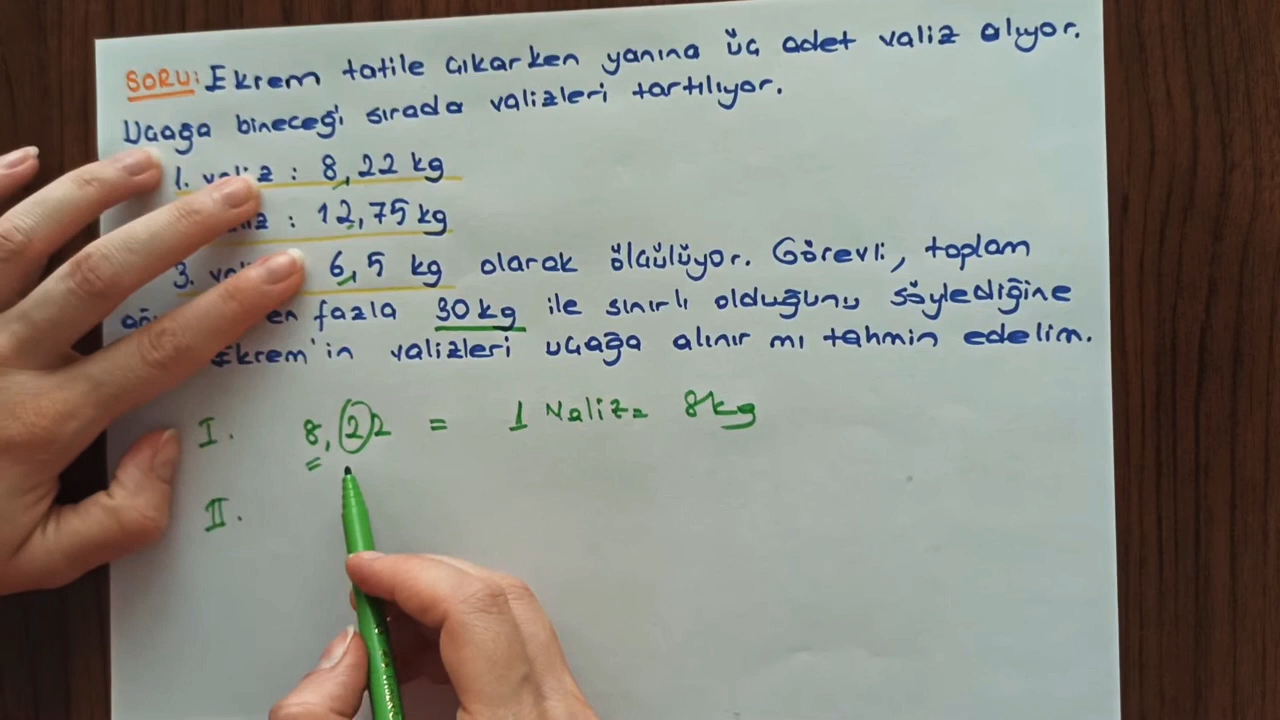 SORU: Ekrem tatile çıkarken yanına üç adet valiz alıyor.
Uçağa bineceği sırada valizleri tartılıyor.
1. valiz : 8,22 kg
: 12,75 kg
3. 6,5 kg olarak ölçülüyor. Görevli, toplam
en fazla 30 kg ile sınırlı olduğunu söylediğine
Ekrem'in valizleri uçağa alınır mı tahmin edelim.
I. 8,22 = 1 Valiz = 8kg
II.